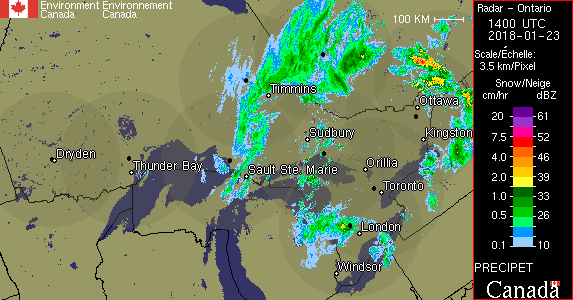 Environment Environnement
Canada Canada
100 KM
Timmins
Ottawa
Sudbury
Kingston
Dryden
Thunder Bay
Sault Ste. Marie
Orillia
Toronto
London
Windsor
Radar - Ontario
1400 UTC
2018-01-23
Scale/Échelle:
3.5 km/Pixel
Snow/Neige
cm/hr dBZ
20 61
7.5 52
4.0 46
2.0 39
1.0 33
0.5 26
0.1 10
PRECIPET
Canada